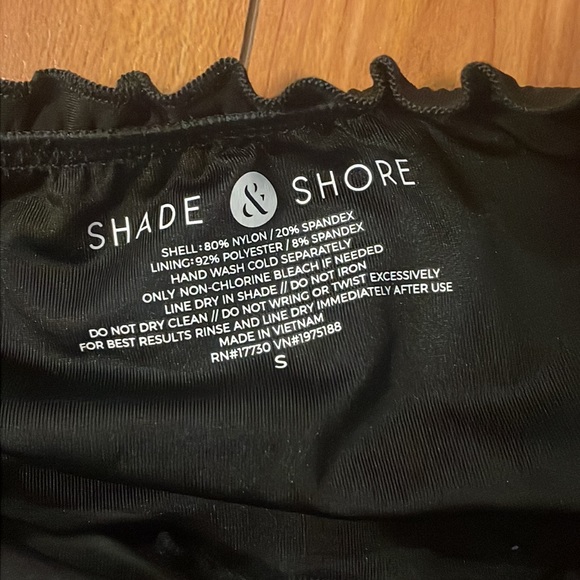 SHADE & SHORE
SHELL: 80% NYLON / 20% SPANDEX
LINING: 92% POLYESTER / 8% SPANDEX
HAND WASH COLD SEPARATELY
ONLY NON-CHLORINE BLEACH IF NEEDED
LINE DRY IN SHADE // DO NOT IRON
DO NOT DRY CLEAN // DO NOT WRING OR TWIST EXCESSIVELY
FOR BEST RESULTS RINSE AND LINE DRY IMMEDIATELY AFTER USE
MADE IN VIETNAM
RN#17730 VN#1975188
S